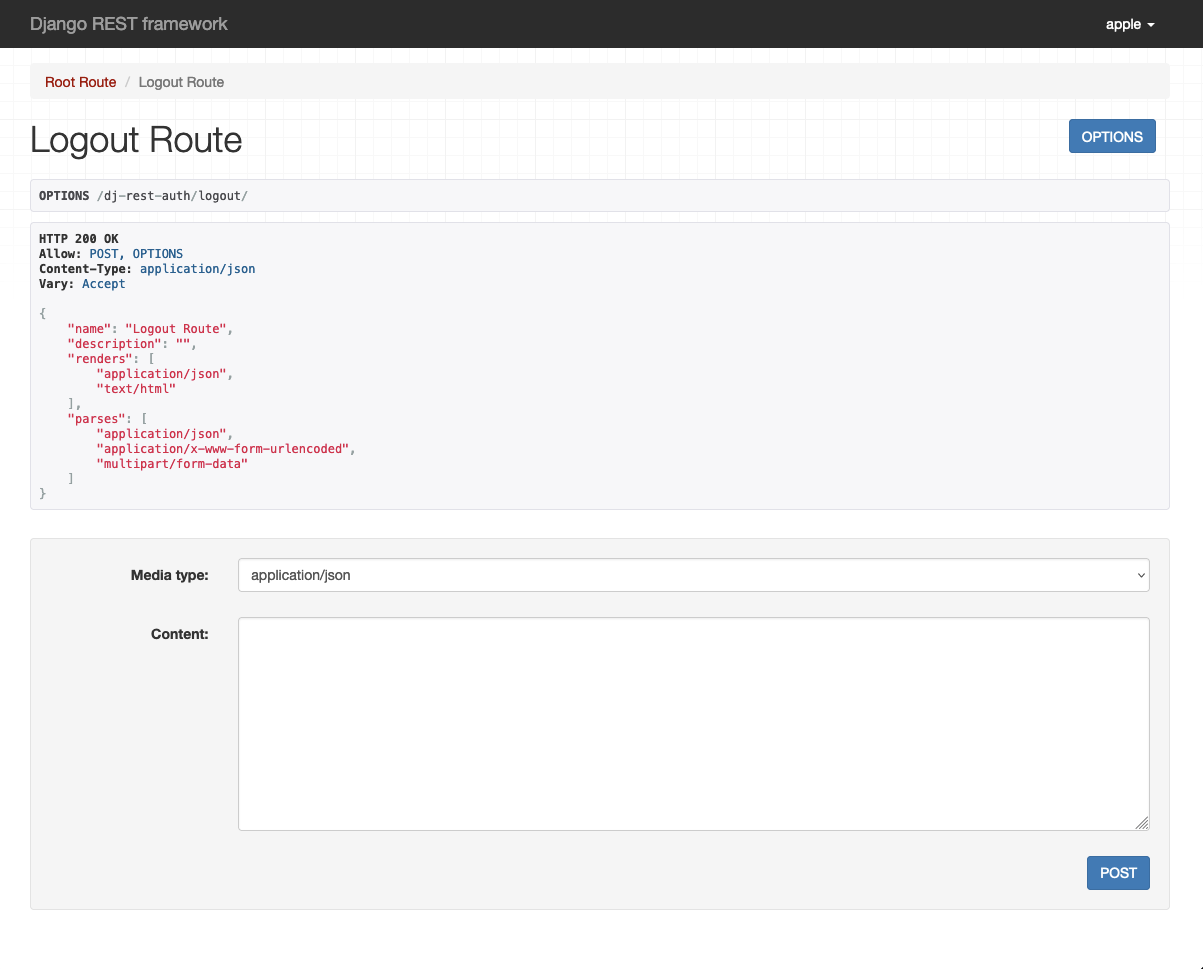 Django REST framework
apple
Root Route / Logout Route
Logout Route
OPTIONS
OPTIONS /dj-rest-auth/logout/
HTTP 200 OK
Allow: POST, OPTIONS
Content-Type: application/json
Vary: Accept
{
    "name": "Logout Route",
    "description": "",
    "renders": [
        "application/json",
        "text/html"
    ],
    "parses": [
        "application/json",
        "application/x-www-form-urlencoded",
        "multipart/form-data"
    ]
}
Media type: application/json
Content:
POST